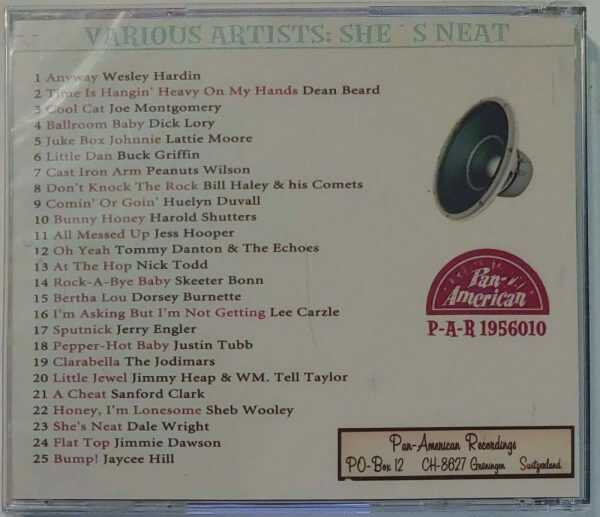 VARIOUS ARTISTS: SHE´S NEAT
1 Anyway Wesley Hardin
2 Time Is Hangin' Heavy On My Hands Dean Beard
3 Cool Cat Joe Montgomery
4 Ballroom Baby Dick Lory
5 Juke Box Johnnie Lattie Moore
6 Little Dan Buck Griffin
7 Cast Iron Arm Peanuts Wilson
8 Don't Knock The Rock Bill Haley & his Comets
9 Comin' Or Goin' Huelyn Duvall
10 Bunny Honey Harold Shutters
11 All Messed Up Jess Hooper
12 Oh Yeah Tommy Danton & The Echoes
13 At The Hop Nick Todd
14 Rock-A-Bye Baby Skeeter Bonn
15 Bertha Lou Dorsey Burnette
16 I'm Asking But I'm Not Getting Lee Carzle
17 Sputnick Jerry Engler
18 Pepper-Hot Baby Justin Tubb
19 Clarabella The Jodimars
20 Little Jewel Jimmy Heap & WM. Tell Taylor
21 A Cheat Sanford Clark
22 Honey, I'm Lonesome Sheb Wooley
23 She's Neat Dale Wright
24 Flat Top Jimmie Dawson
25 Bump! Jaycee Hill
Pan-
American
P-A-R 1956010
Pan-American Recordings
PO-Box 12 CH-8627 Grüningen Switzerland